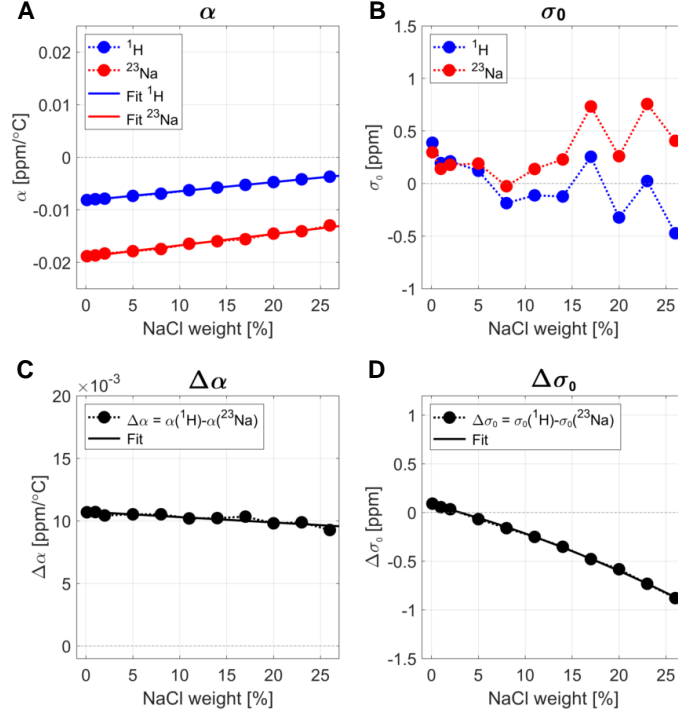 A
α
0.02
0.01
0
-0.01
-0.02
α [ppm/°C]
¹H
²³Na
Fit ¹H
Fit ²³Na
0 5 10 15 20 25
NaCl weight [%]
B
σ₀
1.5
1
0.5
0
-0.5
-1
σ₀ [ppm]
¹H
²³Na
0 5 10 15 20 25
NaCl weight [%]
C
Δα
×10⁻³
20
15
10
5
0
Δα [ppm/°C]
Δα = α(¹H)-α(²³Na)
Fit
0 5 10 15 20 25
NaCl weight [%]
D
Δσ₀
1
0.5
0
-0.5
-1
-1.5
Δσ₀ [ppm]
Δσ₀ = σ₀(¹H)-σ₀(²³Na)
Fit
0 5 10 15 20 25
NaCl weight [%]